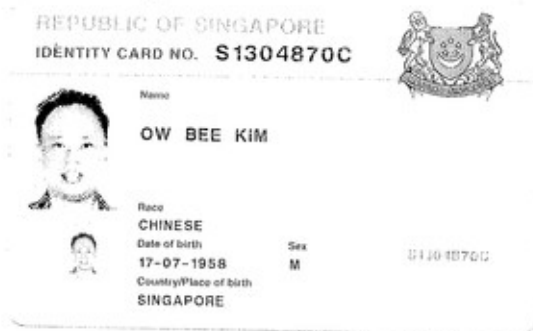 REPUBLIC OF SINGAPORE
IDENTITY CARD NO. S1304870C
Name
OW BEE KIM
Race
CHINESE
Date of birth Sex
17-07-1958 M
Country/Place of birth
SINGAPORE